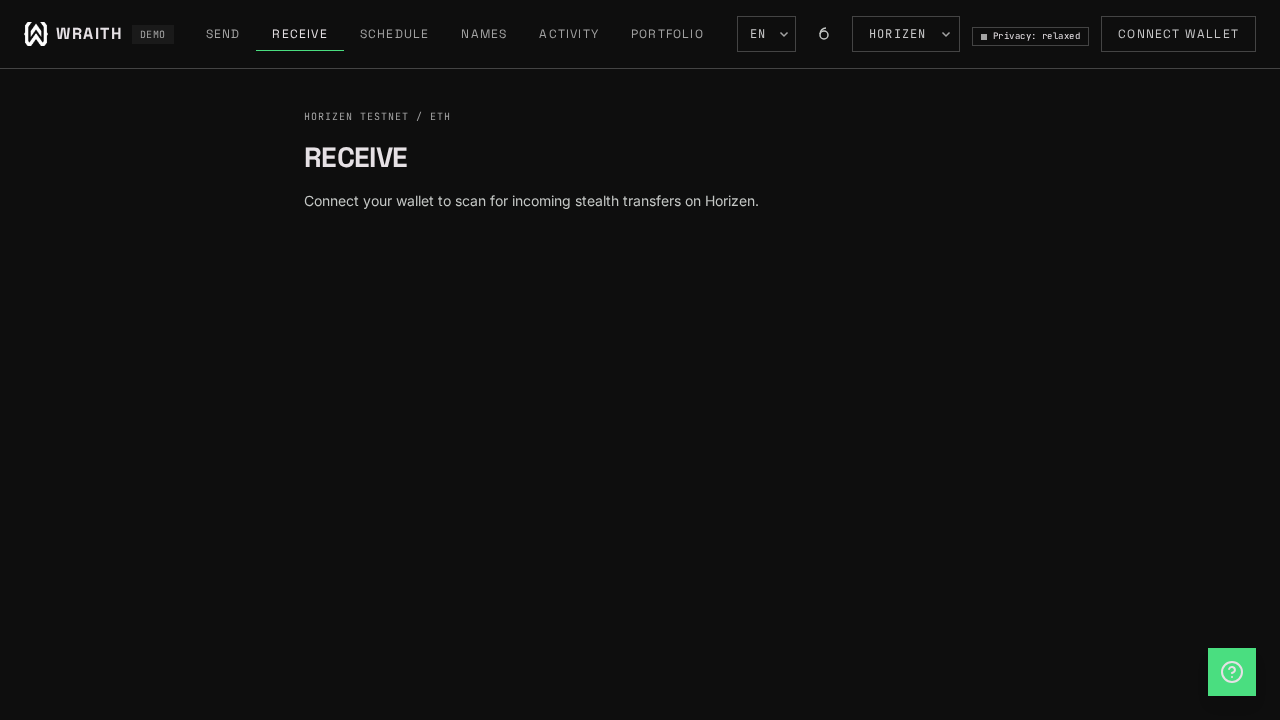 WRAITH DEMO SEND RECEIVE SCHEDULE NAMES ACTIVITY PORTFOLIO EN HORIZEN Privacy: relaxed CONNECT WALLET
HORIZEN TESTNET / ETH
RECEIVE
Connect your wallet to scan for incoming stealth transfers on Horizen.